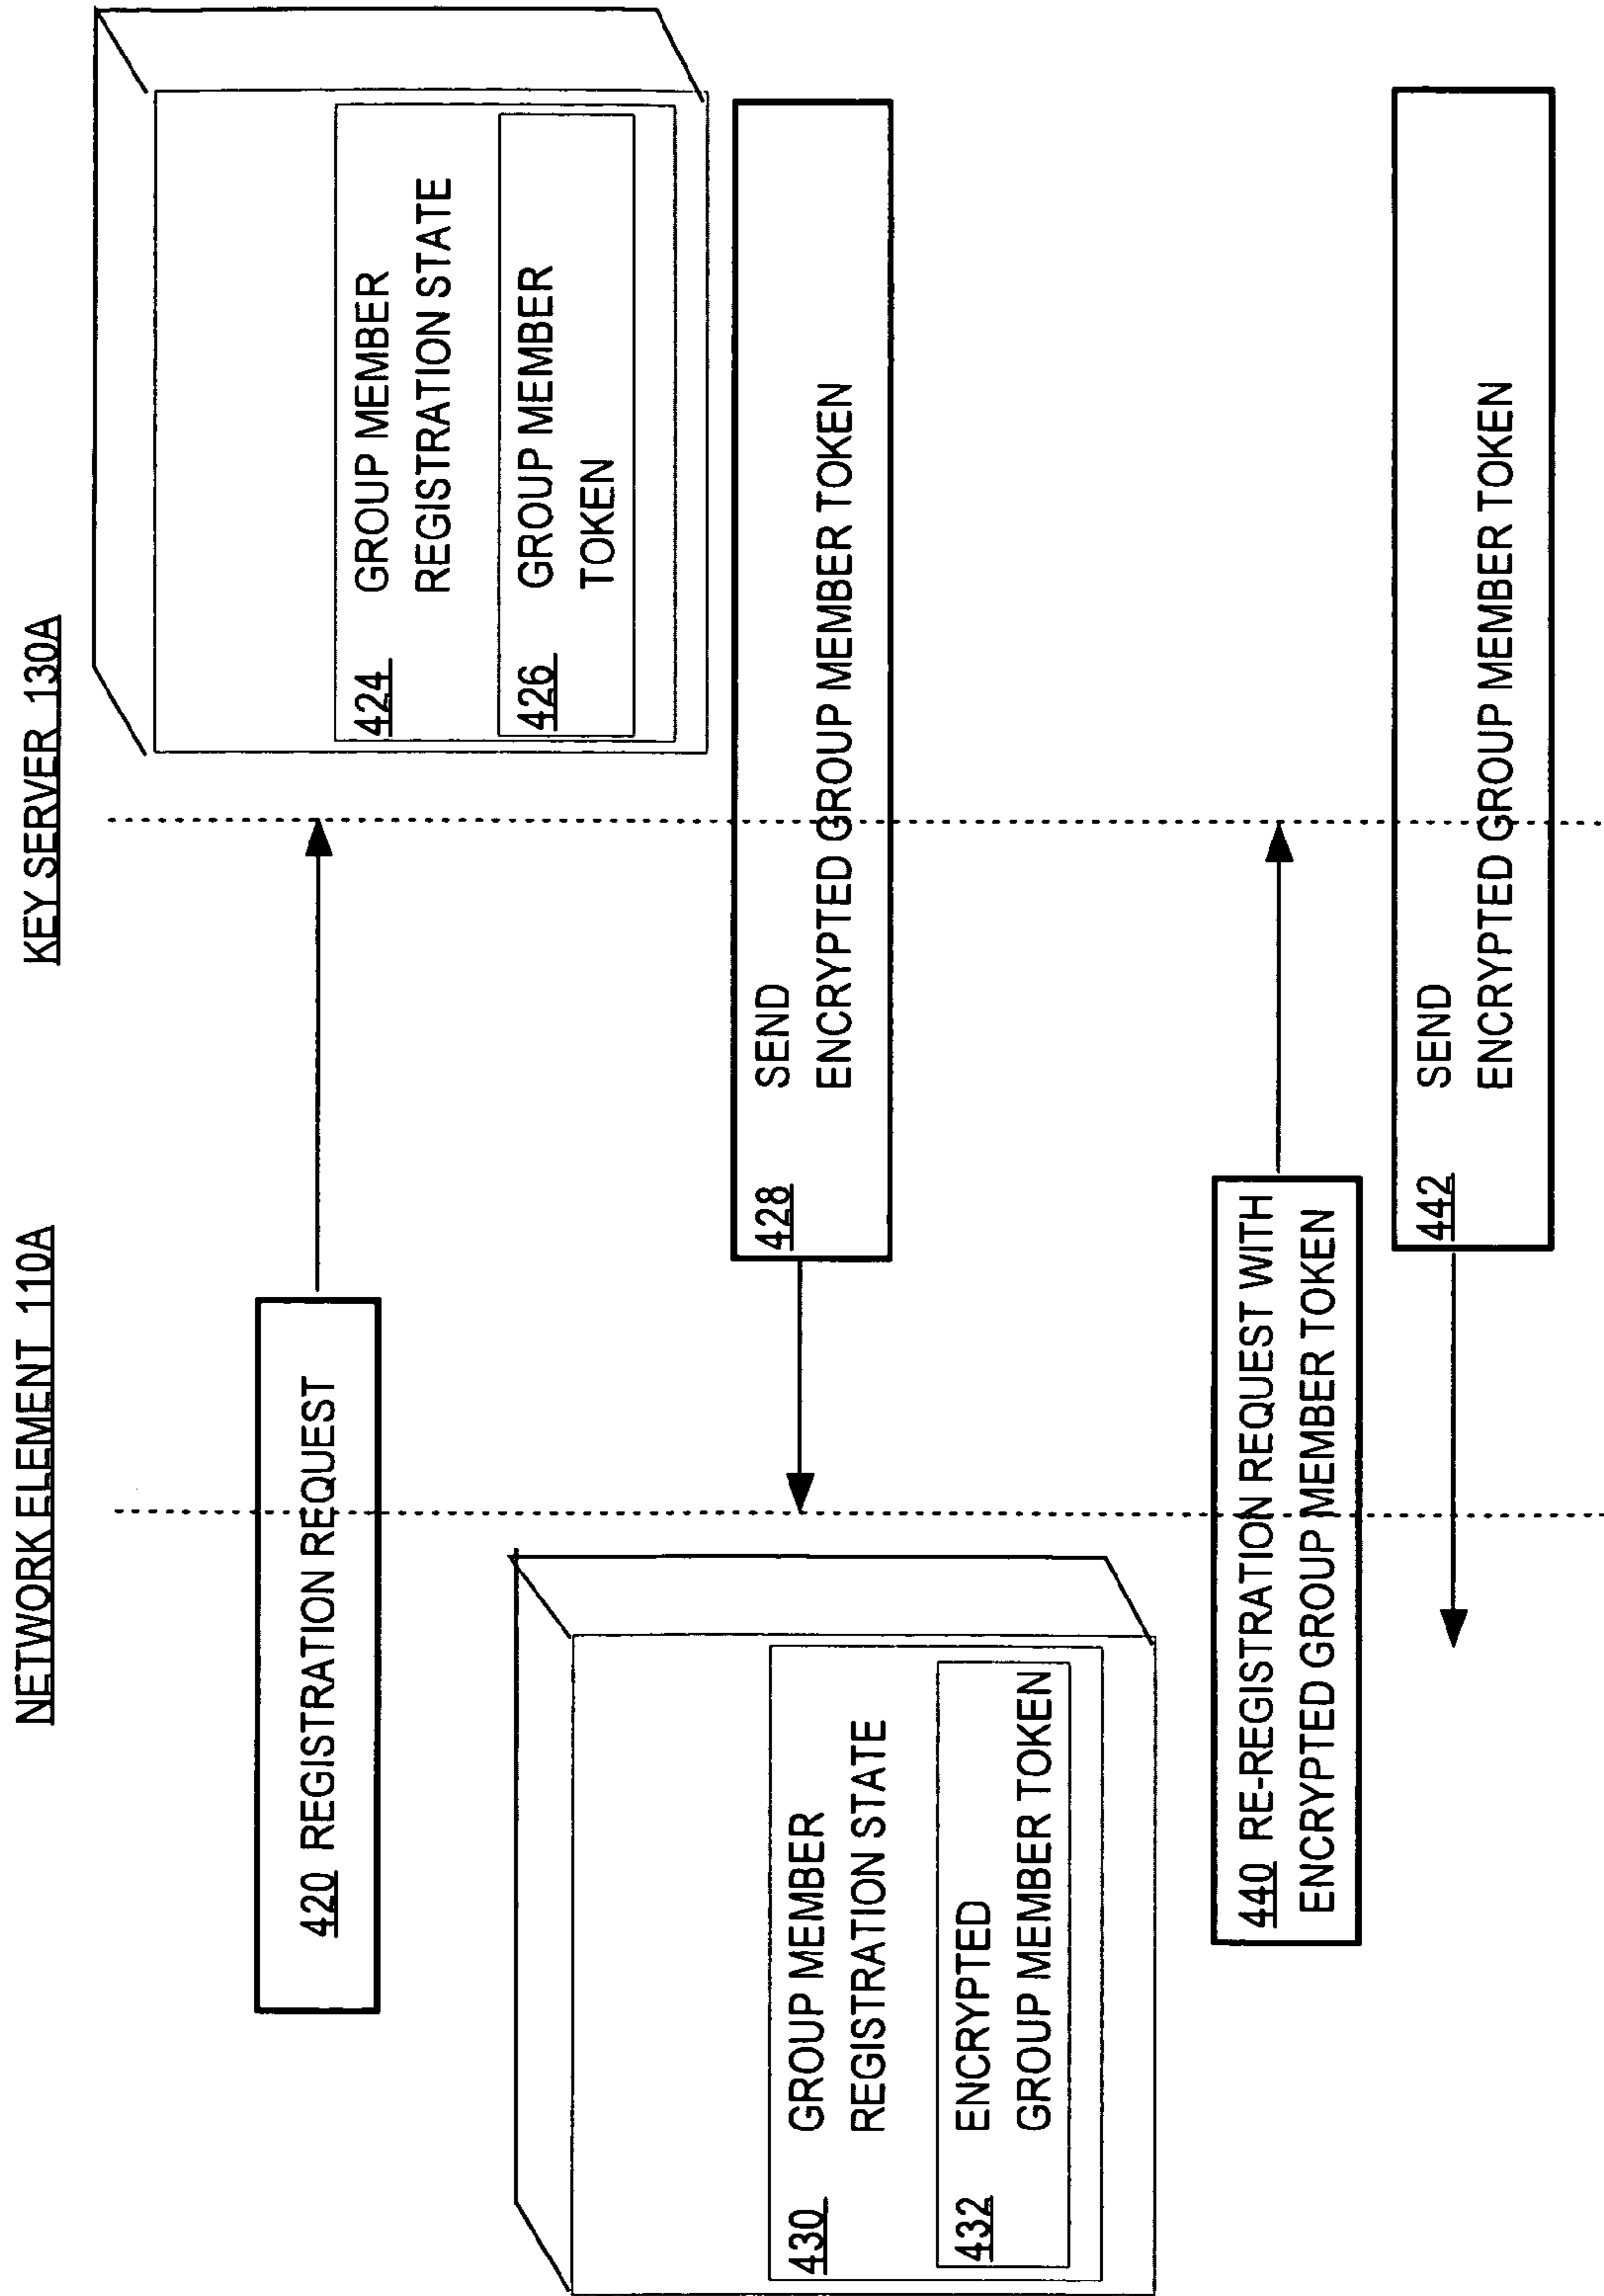 NETWORK ELEMENT 110A
KEY SERVER 130A
420 REGISTRATION REQUEST
424 GROUP MEMBER
REGISTRATION STATE
426 GROUP MEMBER
TOKEN
428 SEND
ENCRYPTED GROUP MEMBER TOKEN
430 GROUP MEMBER
REGISTRATION STATE
432 ENCRYPTED
GROUP MEMBER TOKEN
440 RE-REGISTRATION REQUEST WITH
ENCRYPTED GROUP MEMBER TOKEN
442 SEND
ENCRYPTED GROUP MEMBER TOKEN